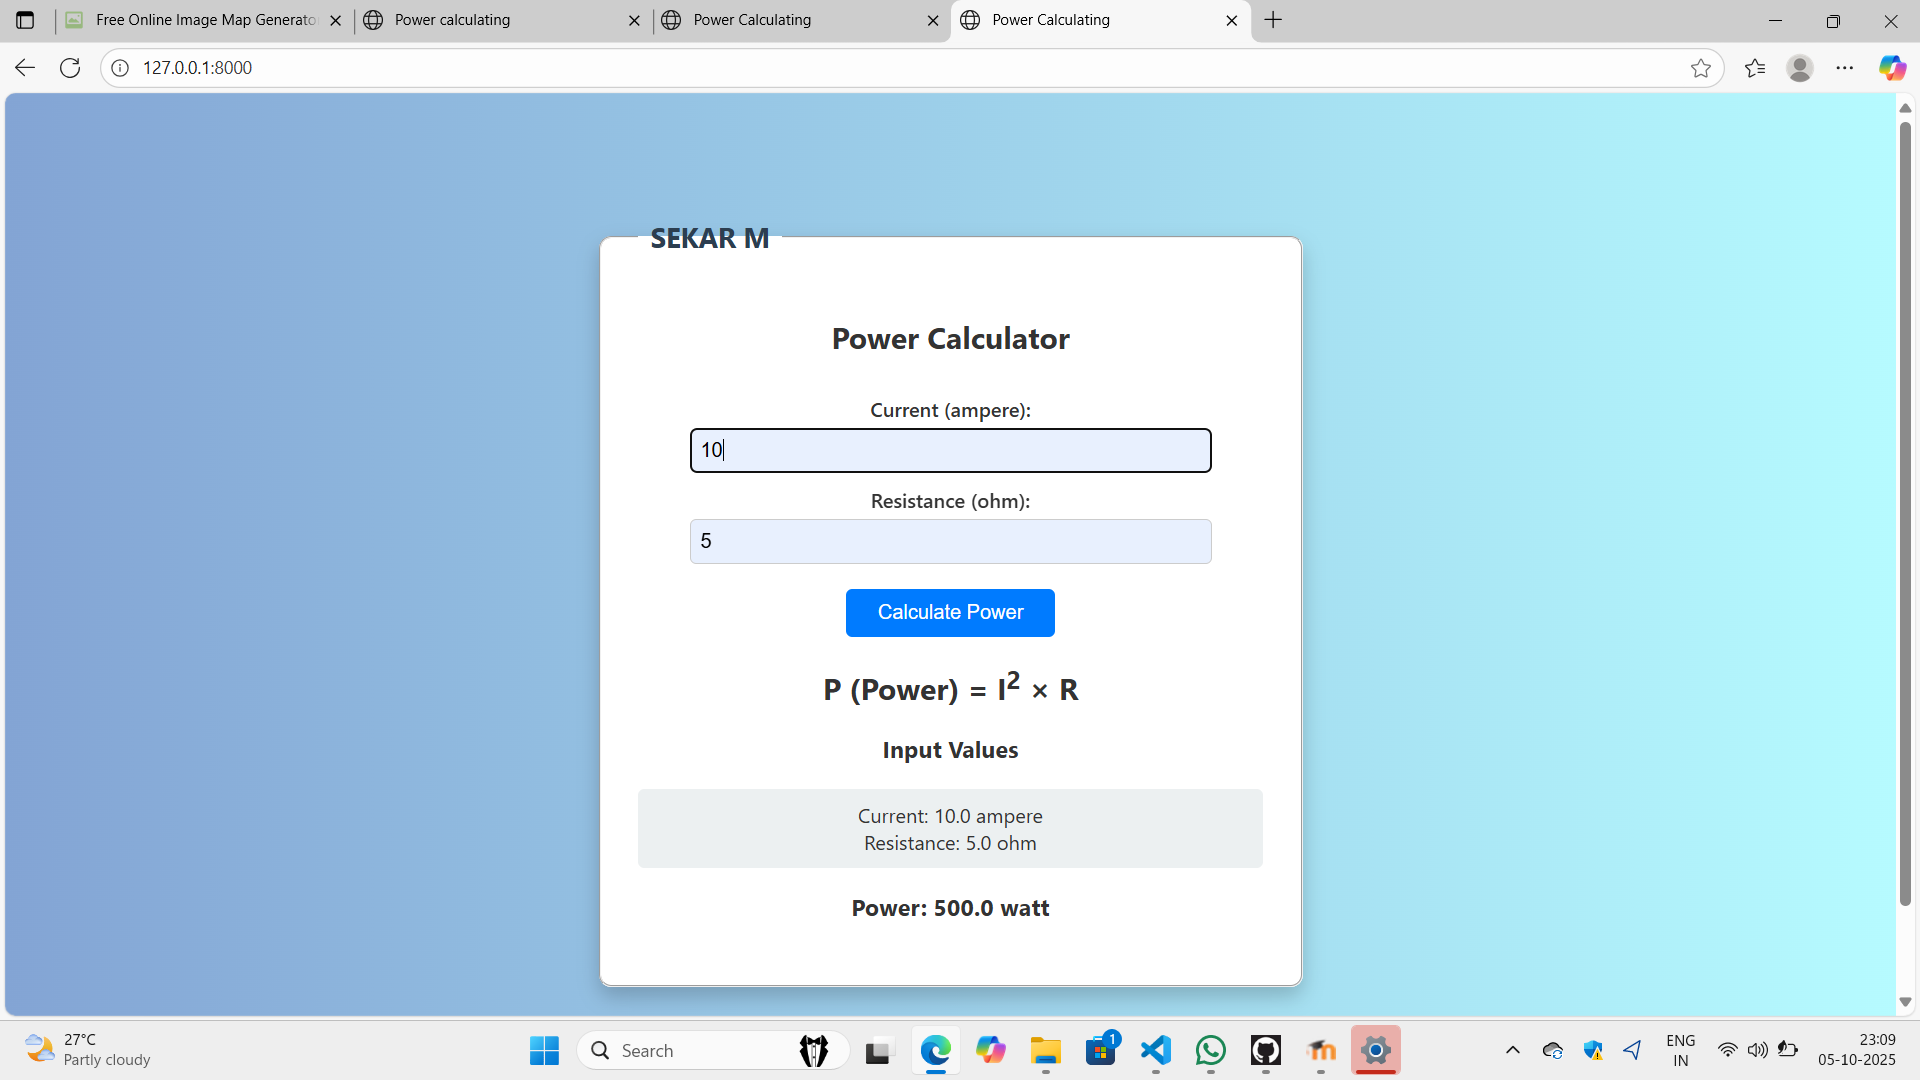 Free Online Image Map Generato
Power calculating
Power Calculating
Power Calculating
127.0.0.1:8000
SEKAR M
Power Calculator
Current (ampere):
10
Resistance (ohm):
5
Calculate Power
P (Power) = I² × R
Input Values
Current: 10.0 ampere
Resistance: 5.0 ohm
Power: 500.0 watt
27°C
Partly cloudy
Search
1
ENG
IN
23:09
05-10-2025